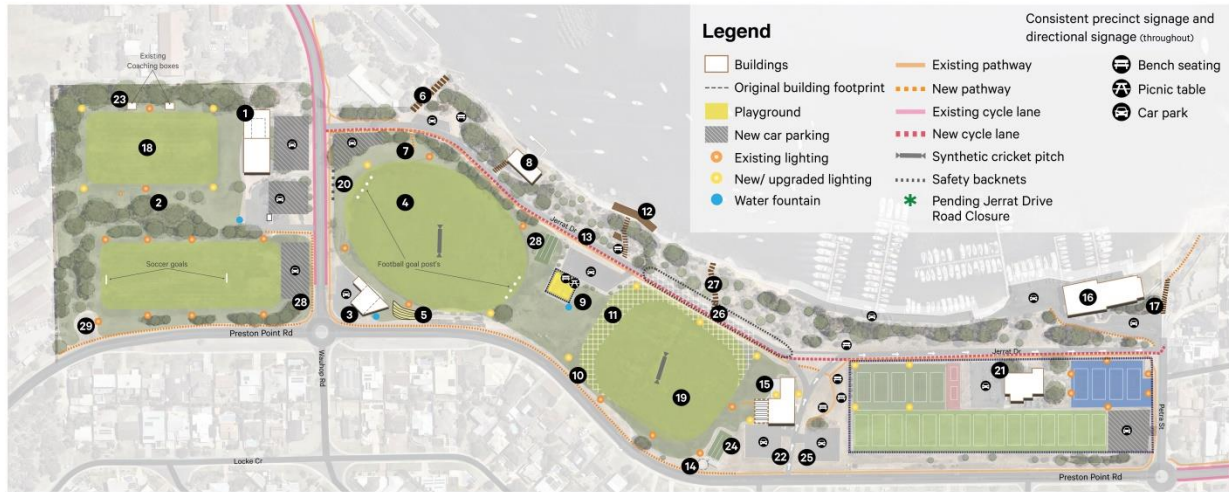 Legend
Buildings
Original building footprint
Playground
New car parking
Existing lighting
New/ upgraded lighting
Water fountain
Existing pathway
New pathway
Existing cycle lane
New cycle lane
Synthetic cricket pitch
Safety backnets
Pending Jerrat Drive
Road Closure
Consistent precinct signage and
directional signage (throughout)
Bench seating
Picnic table
Car park
Existing
Coaching boxes
23
1
18
2
Soccer goals
28
29
Preston Point Rd
Wauhop Rd
6
7
20
4
8
12
Jerrat Dr
13
28
Football goal post's
9
3
5
11
10
27
26
19
15
14
24
22
25
16
17
Jerrat Dr
21
Petra St
Preston Point Rd
Locke Cr